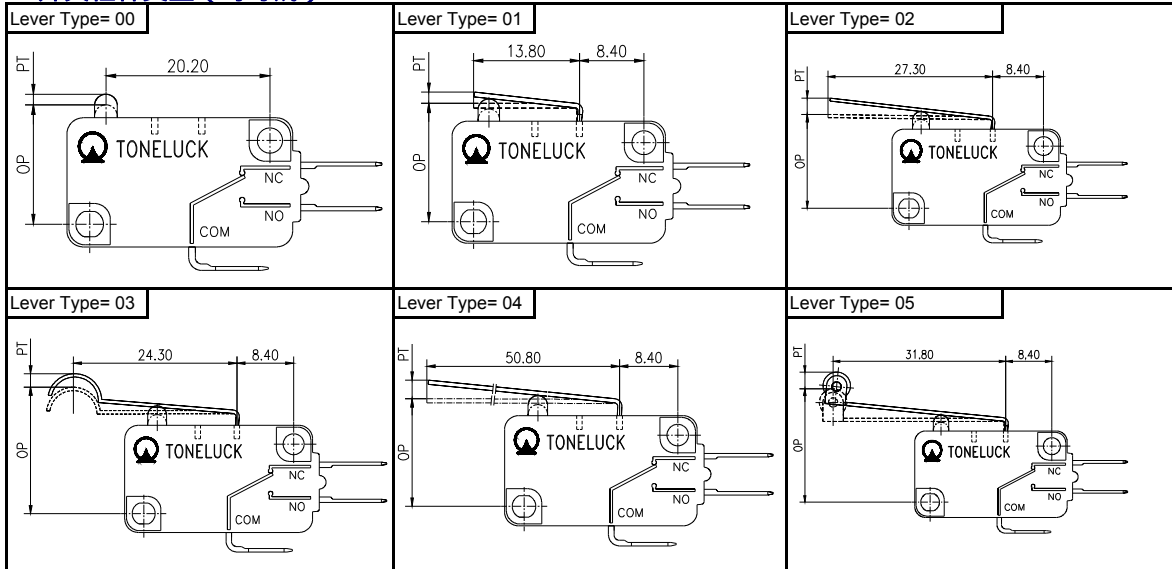 Lever Type= 00
PT
20.20
OP
TONELUCK
NC
NO
COM
Lever Type= 01
PT
13.80
8.40
OP
TONELUCK
NC
NO
COM
Lever Type= 02
PT
27.30
8.40
OP
TONELUCK
NC
NO
COM
Lever Type= 03
PT
24.30
8.40
OP
TONELUCK
NC
NO
COM
Lever Type= 04
PT
50.80
8.40
OP
TONELUCK
NC
NO
COM
Lever Type= 05
PT
31.80
8.40
OP
TONELUCK
NC
NO
COM